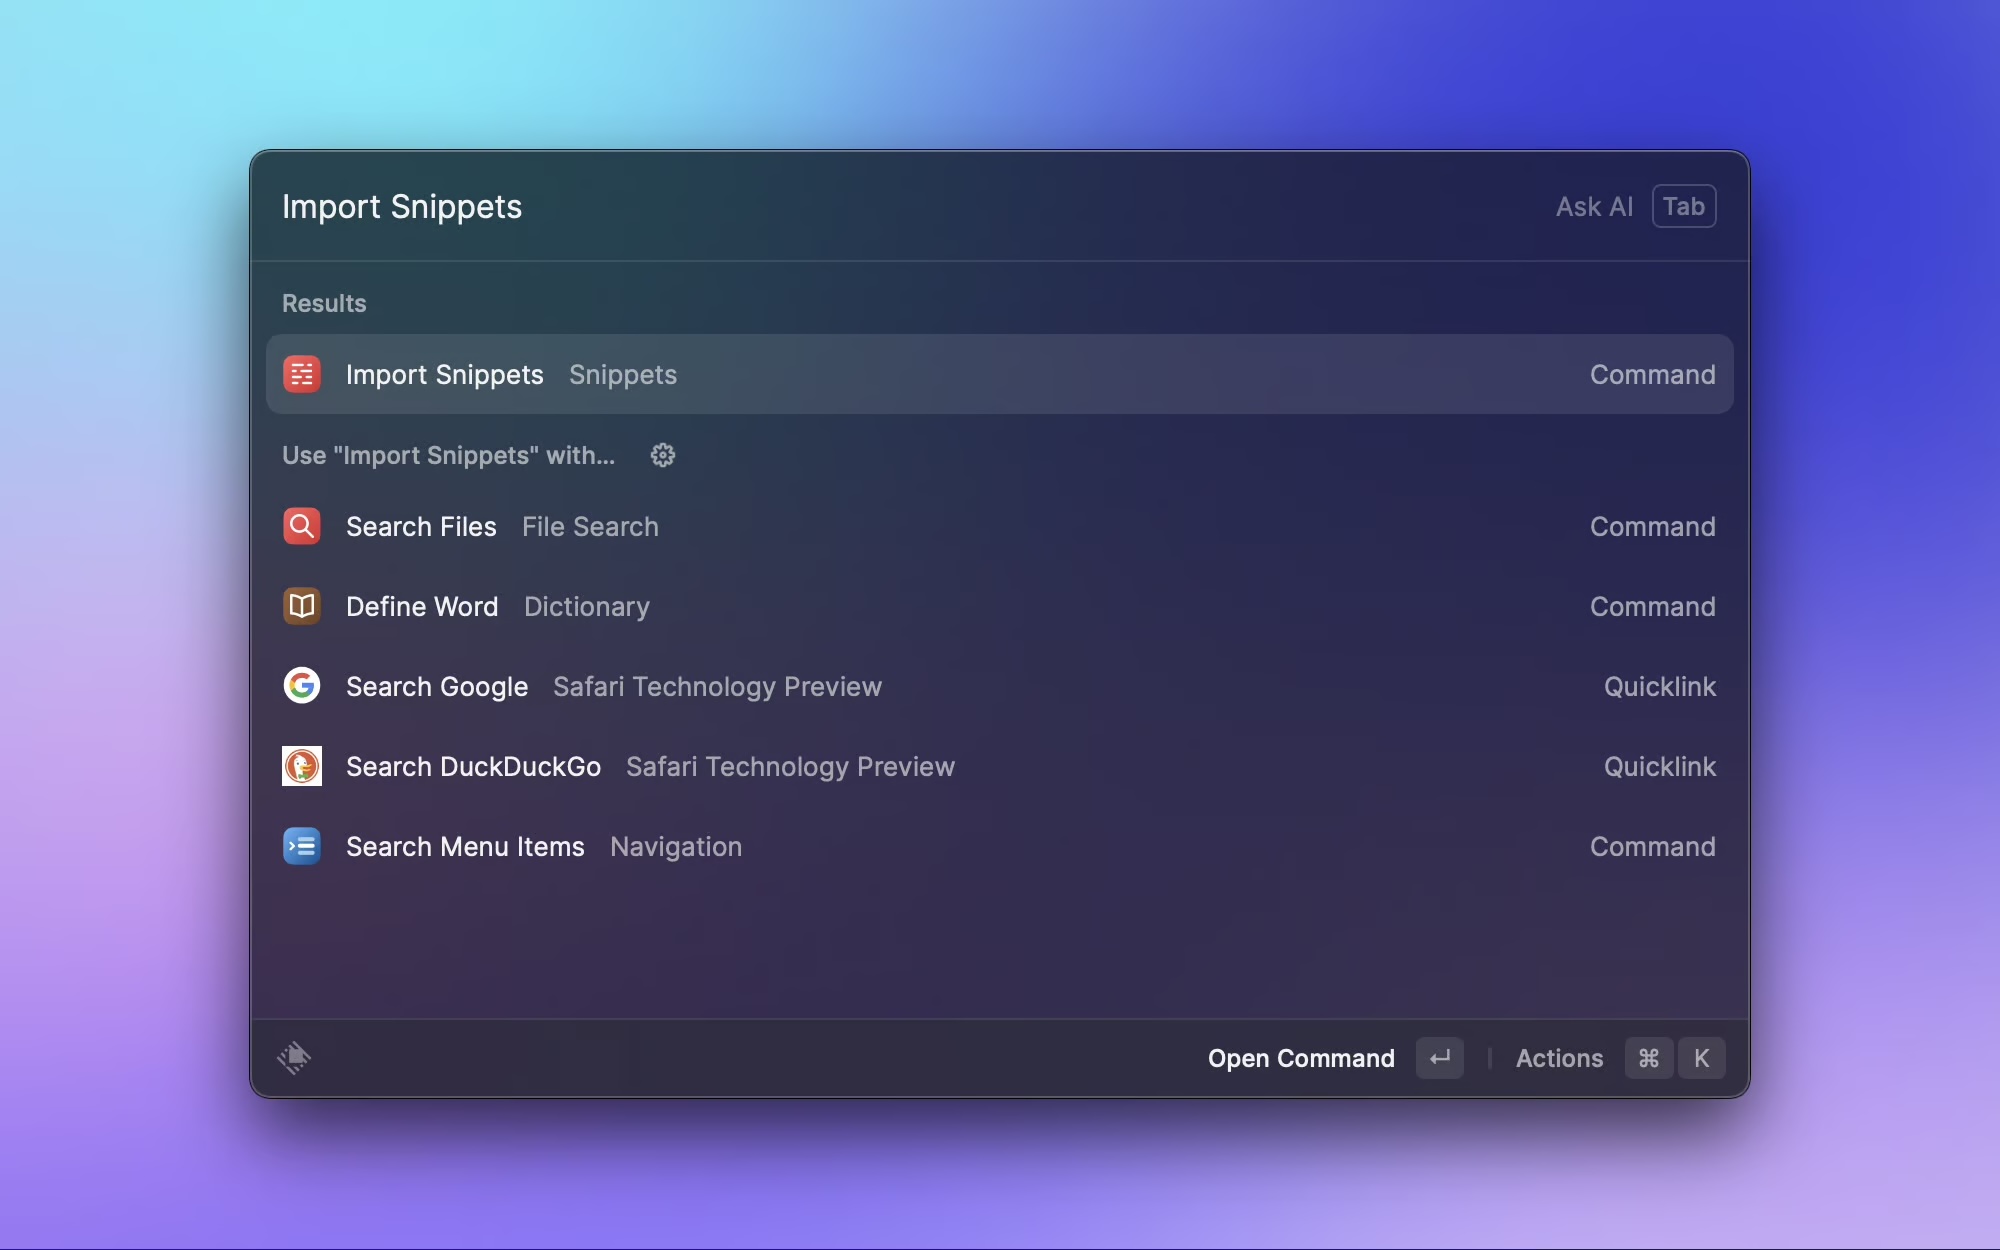 Import Snippets Ask AI Tab
Results
Import Snippets Snippets Command
Use "Import Snippets" with...
Search Files File Search Command
Define Word Dictionary Command
Search Google Safari Technology Preview Quicklink
Search DuckDuckGo Safari Technology Preview Quicklink
Search Menu Items Navigation Command
Open Command ↵ Actions ⌘ K